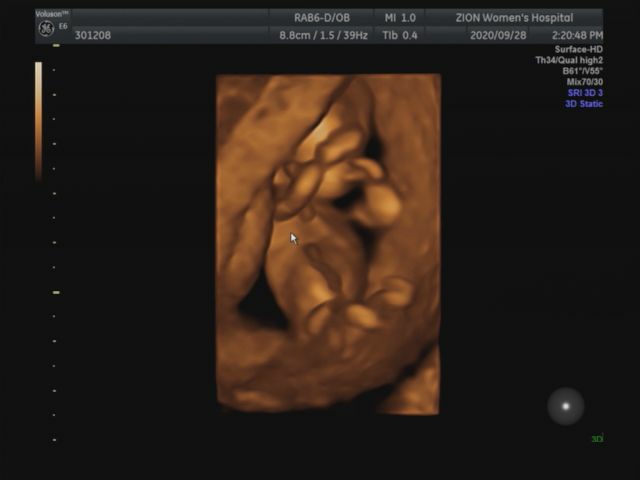 Voluson™
E6
RAB6-D/OB
MI 1.0
ZION Women's Hospital
301208
8.8cm / 1.5 / 39Hz
TIb 0.4
2020/09/28
2:20:48 PM
Surface-HD
Th34/Qual high2
B61°/V55°
Mix70/30
SRI 3D 3
3D Static
3D